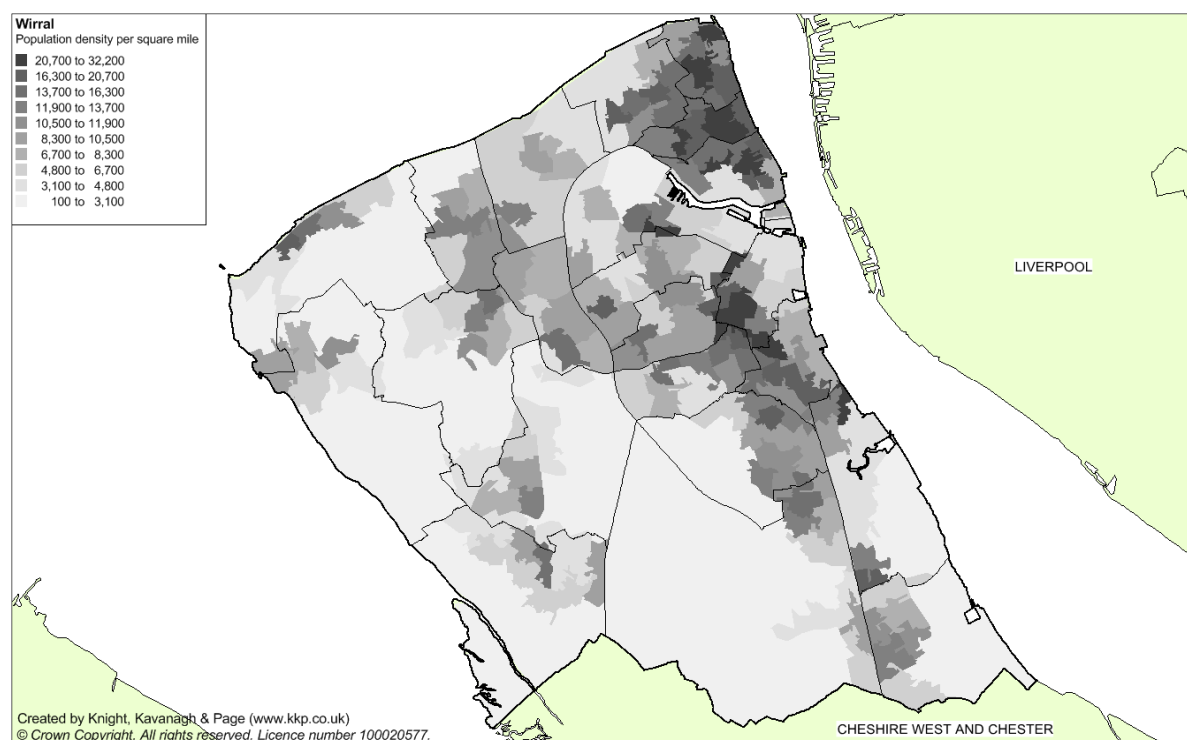 Wirral
Population density per square mile
20,700 to 32,200
16,300 to 20,700
13,700 to 16,300
11,900 to 13,700
10,500 to 11,900
8,300 to 10,500
6,700 to 8,300
4,800 to 6,700
3,100 to 4,800
100 to 3,100
LIVERPOOL
Created by Knight, Kavanagh & Page (www.kkp.co.uk)
© Crown Copyright. All rights reserved. Licence number 100020577.
CHESHIRE WEST AND CHESTER